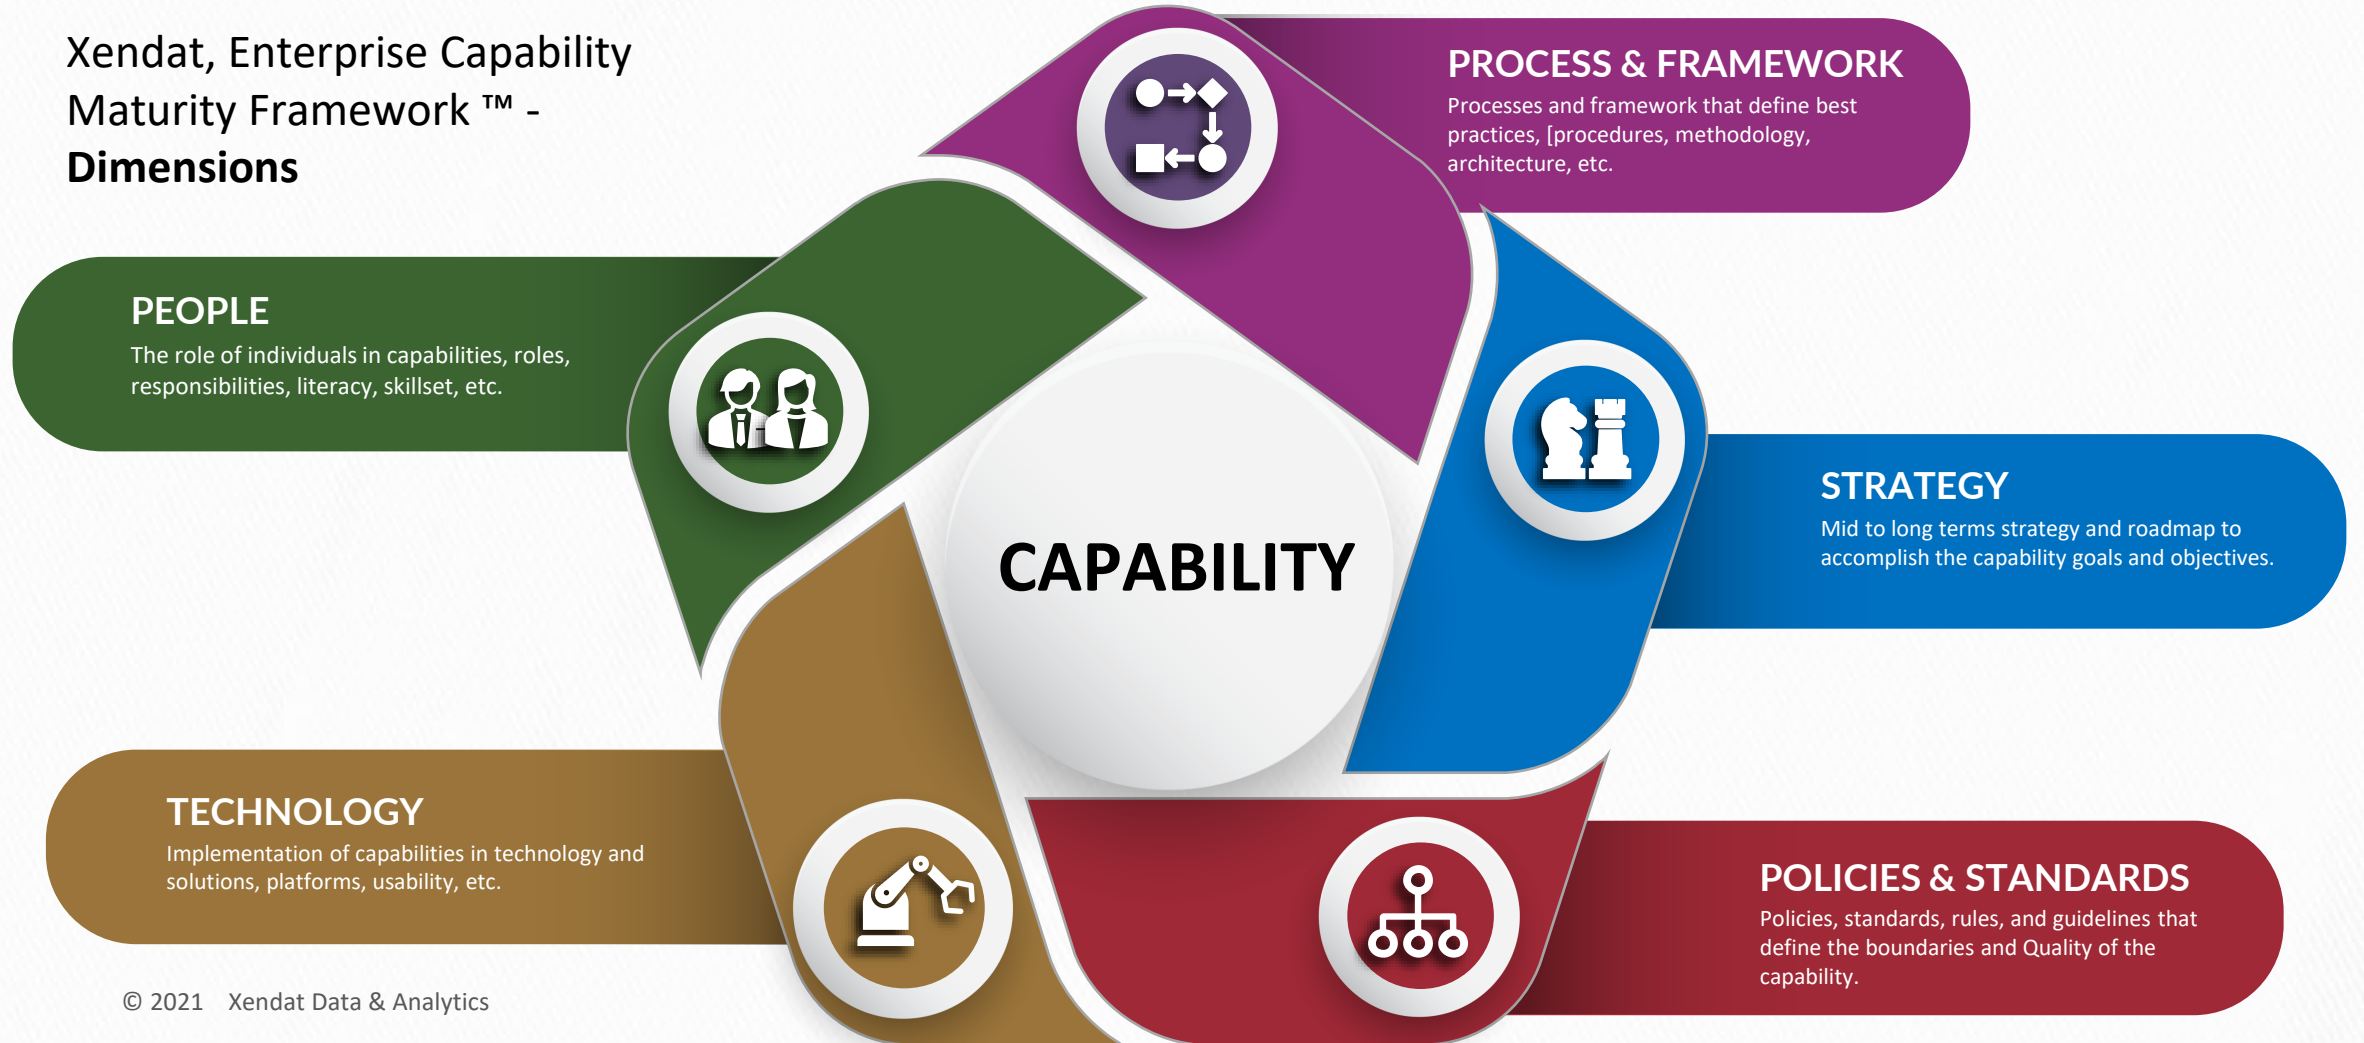 Xendat, Enterprise Capability
Maturity Framework ™ -
Dimensions
PROCESS & FRAMEWORK
Processes and framework that define best
practices, [procedures, methodology,
architecture, etc.
PEOPLE
The role of individuals in capabilities, roles,
responsibilities, literacy, skillset, etc.
STRATEGY
Mid to long terms strategy and roadmap to
accomplish the capability goals and objectives.
CAPABILITY
TECHNOLOGY
Implementation of capabilities in technology and
solutions, platforms, usability, etc.
POLICIES & STANDARDS
Policies, standards, rules, and guidelines that
define the boundaries and Quality of the
capability.
© 2021 Xendat Data & Analytics